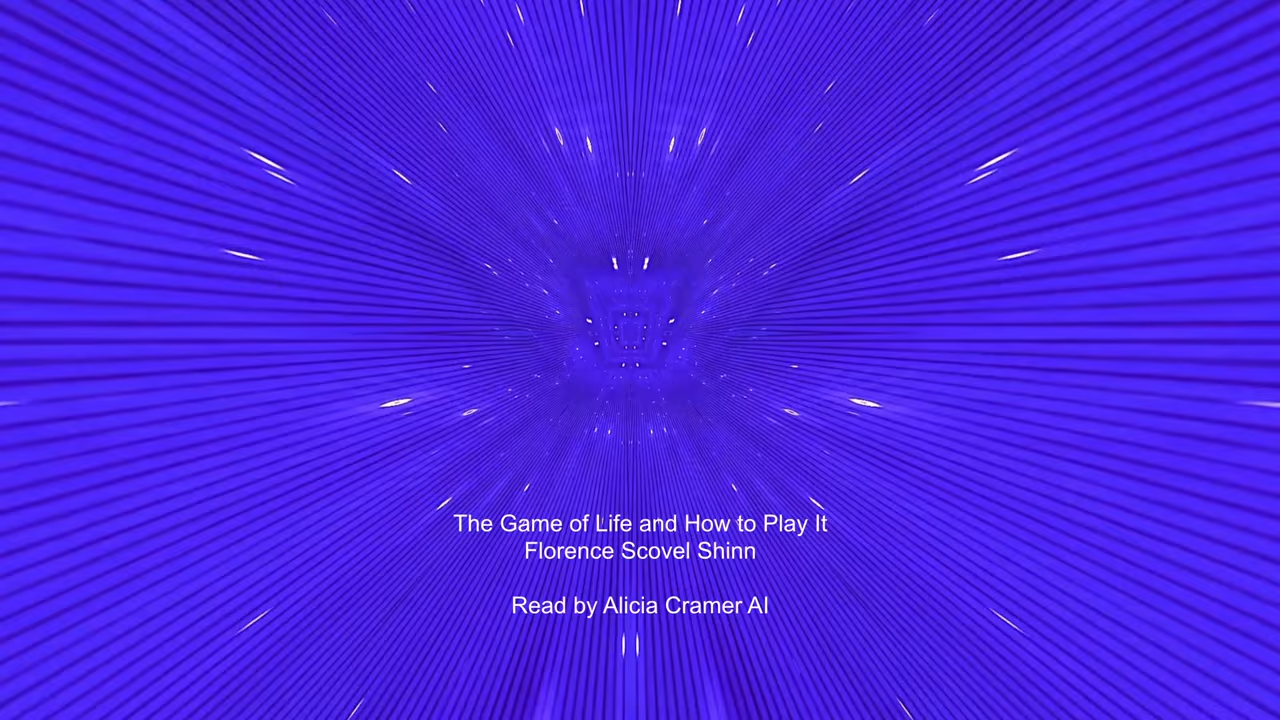 The Game of Life and How to Play It
Florence Scovel Shinn
Read by Alicia Cramer AI